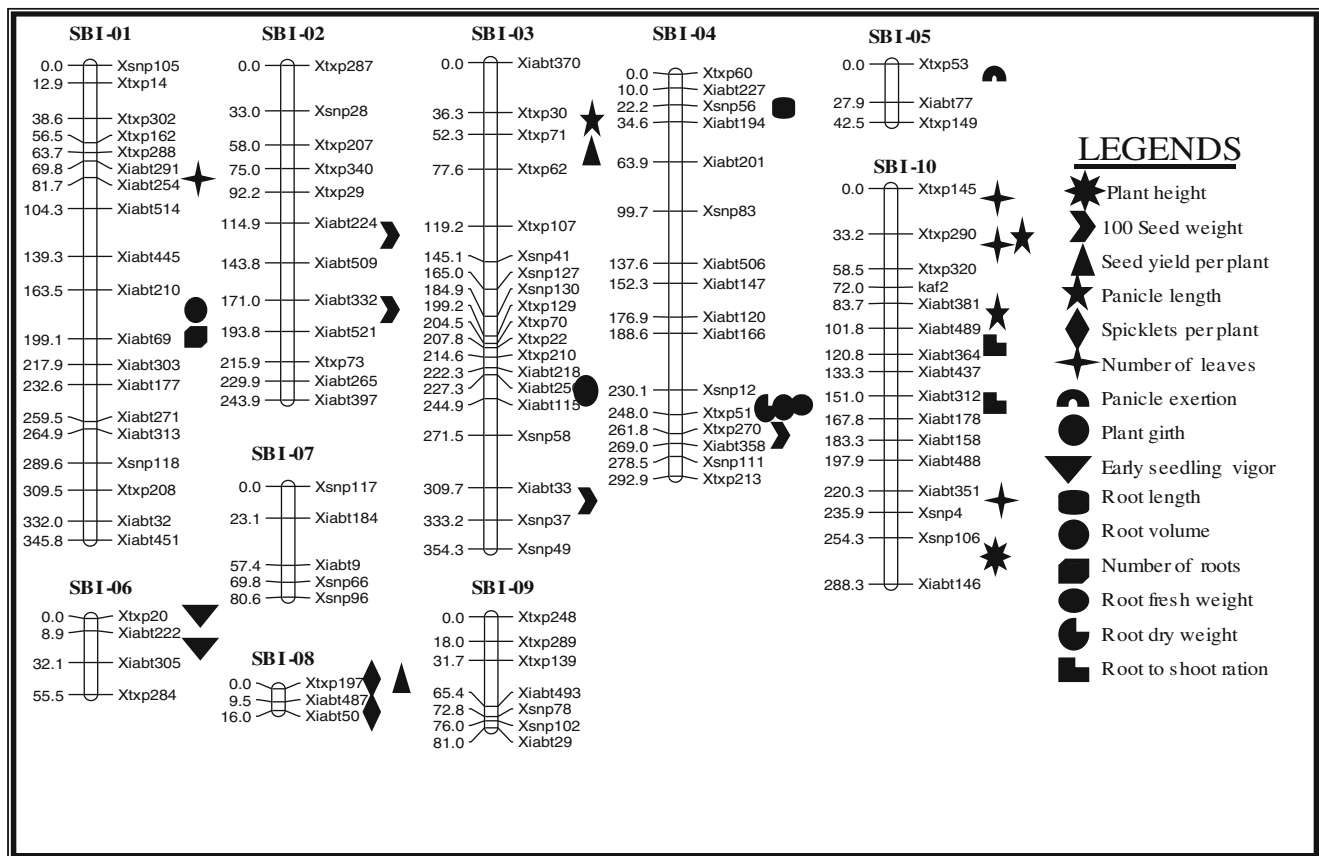 SBI-01
0.0 Xsnp105
12.9 Xtxp14
38.6 Xtxp302
56.5 Xtxp162
63.7 Xtxp288
69.8 Xiabt291
81.7 Xiabt254
104.3 Xiabt514
139.3 Xiabt445
163.5 Xiabt210
199.1 Xiabt69
217.9 Xiabt303
232.6 Xiabt177
259.5 Xiabt271
264.9 Xiabt313
289.6 Xsnp118
309.5 Xtxp208
332.0 Xiabt32
345.8 Xiabt451
SBI-06
0.0 Xtxp20
8.9 Xiabt222
32.1 Xiabt305
55.5 Xtxp284
SBI-02
0.0 Xtxp287
33.0 Xsnp28
58.0 Xtxp207
75.0 Xtxp340
92.2 Xtxp29
114.9 Xiabt224
143.8 Xiabt509
171.0 Xiabt332
193.8 Xiabt521
215.9 Xtxp73
229.9 Xiabt265
243.9 Xiabt397
SBI-07
0.0 Xsnp117
23.1 Xiabt184
57.4 Xiabt9
69.8 Xsnp66
80.6 Xsnp96
SBI-08
0.0 Xtxp197
9.5 Xiabt487
16.0 Xiabt50
SBI-03
0.0 Xiabt370
36.3 Xtxp30
52.3 Xtxp71
77.6 Xtxp62
119.2 Xtxp107
145.1 Xsnp41
165.0 Xsnp127
184.9 Xsnp130
199.2 Xtxp129
204.5 Xtxp70
207.8 Xtxp22
214.6 Xtxp210
222.3 Xiabt218
227.3
244.9 Xiabt115
271.5 Xsnp58
309.7 Xiabt33
333.2 Xsnp37
354.3 Xsnp49
SBI-09
0.0 Xtxp248
18.0 Xtxp289
31.7 Xtxp139
65.4 Xiabt493
72.8 Xsnp78
76.0 Xsnp102
81.0 Xiabt29
SBI-04
0.0 Xtxp60
10.0 Xiabt227
22.2 Xsnp56
34.6 Xiabt194
63.9 Xiabt201
99.7 Xsnp83
137.6 Xiabt506
152.3 Xiabt147
176.9 Xiabt120
188.6 Xiabt166
230.1 Xsnp12
248.0 Xtxp51
261.8 Xtxp270
269.0 Xiabt358
278.5 Xsnp111
292.9 Xtxp213
SBI-05
0.0 Xtxp53
27.9 Xiabt77
42.5 Xtxp149
SBI-10
0.0 Xtxp145
33.2 Xtxp290
58.5 Xtxp320
72.0 kaf2
83.7 Xiabt381
101.8 Xiabt489
120.8 Xiabt364
133.3 Xiabt437
151.0 Xiabt312
167.8 Xiabt178
183.3 Xiabt158
197.9 Xiabt488
220.3 Xiabt351
235.9 Xsnp4
254.3 Xsnp106
288.3 Xiabt146
LEGENDS
Plant height
100 Seed weight
Seed yield per plant
Panicle length
Spicklets per plant
Number of leaves
Panicle exertion
Plant girth
Early seedling vigor
Root length
Root volume
Number of roots
Root fresh weight
Root dry weight
Root to shoot ration